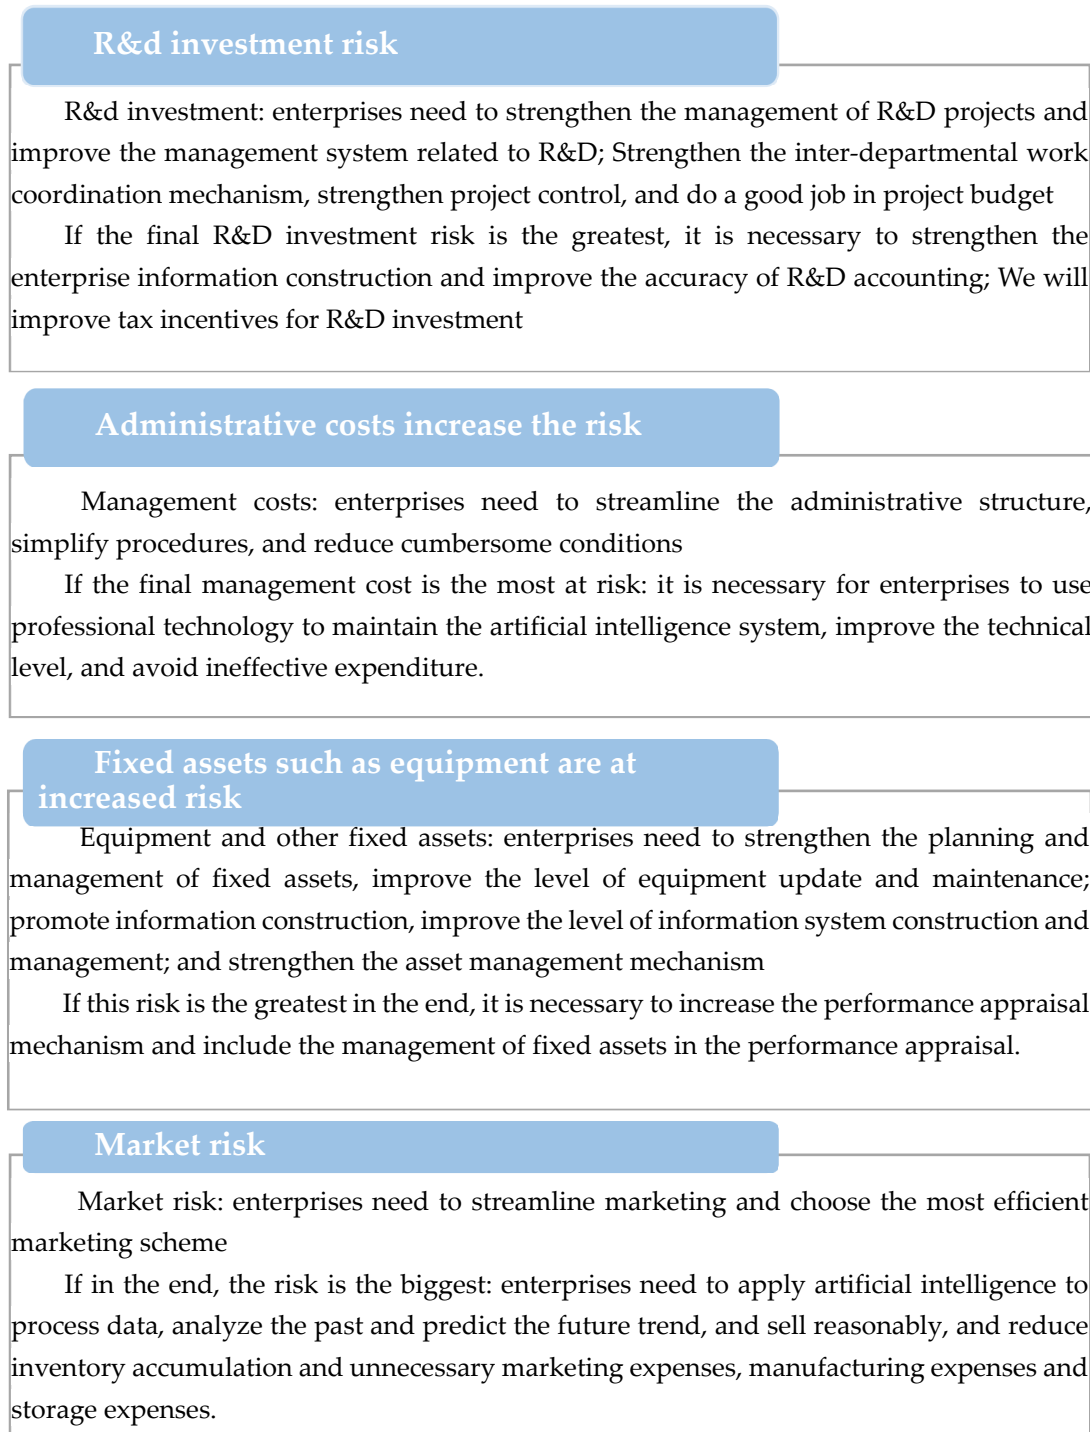 R&d investment risk
R&d investment: enterprises need to strengthen the management of R&D projects and
improve the management system related to R&D; Strengthen the inter-departmental work
coordination mechanism, strengthen project control, and do a good job in project budget
If the final R&D investment risk is the greatest, it is necessary to strengthen the
enterprise information construction and improve the accuracy of R&D accounting; We will
improve tax incentives for R&D investment
Administrative costs increase the risk
Management costs: enterprises need to streamline the administrative structure,
simplify procedures, and reduce cumbersome conditions
If the final management cost is the most at risk: it is necessary for enterprises to use
professional technology to maintain the artificial intelligence system, improve the technical
level, and avoid ineffective expenditure.
Fixed assets such as equipment are at
increased risk
Equipment and other fixed assets: enterprises need to strengthen the planning and
management of fixed assets, improve the level of equipment update and maintenance;
promote information construction, improve the level of information system construction and
management; and strengthen the asset management mechanism
If this risk is the greatest in the end, it is necessary to increase the performance appraisal
mechanism and include the management of fixed assets in the performance appraisal.
Market risk
Market risk: enterprises need to streamline marketing and choose the most efficient
marketing scheme
If in the end, the risk is the biggest: enterprises need to apply artificial intelligence to
process data, analyze the past and predict the future trend, and sell reasonably, and reduce
inventory accumulation and unnecessary marketing expenses, manufacturing expenses and
storage expenses.